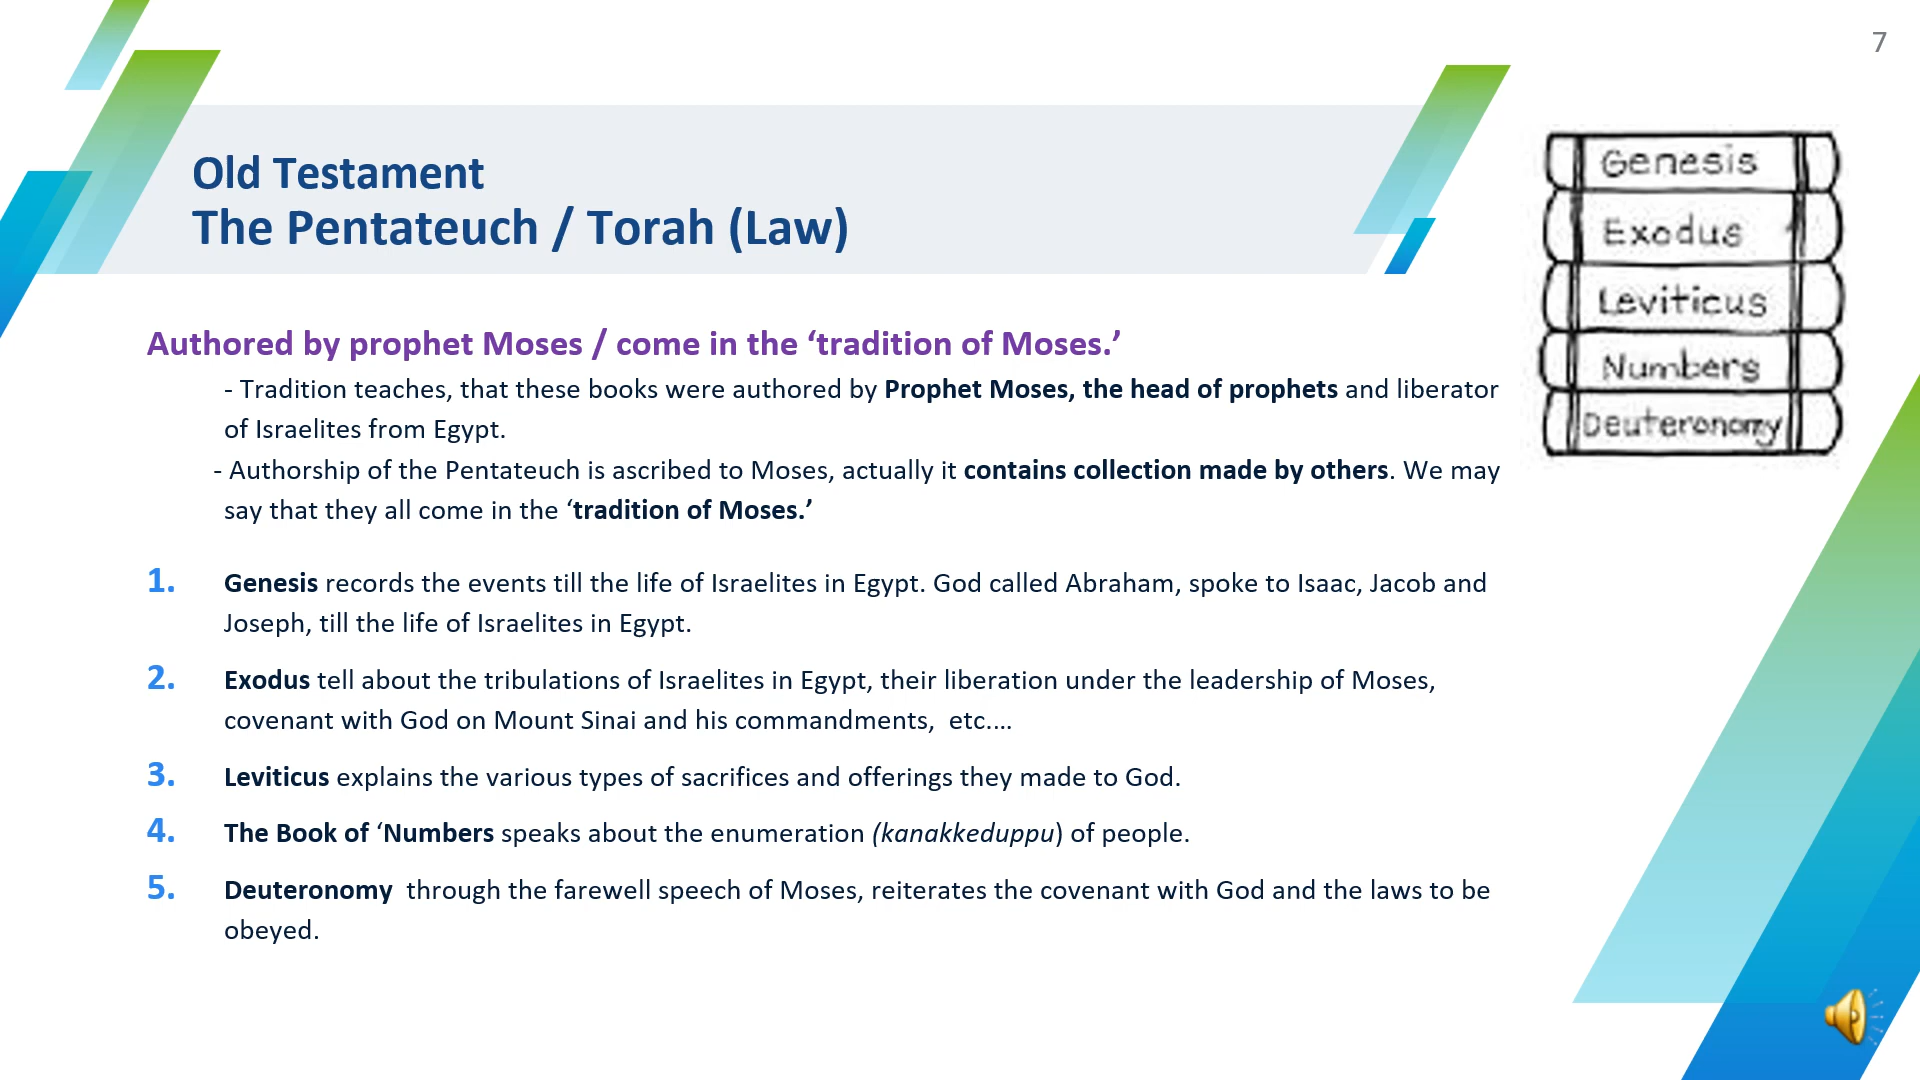 7
Old Testament
The Pentateuch / Torah (Law)
Genesis
Exodus
Leviticus
Numbers
Deuteronomy
Authored by prophet Moses / come in the ‘tradition of Moses.’
- Tradition teaches, that these books were authored by Prophet Moses, the head of prophets and liberator
of Israelites from Egypt.
- Authorship of the Pentateuch is ascribed to Moses, actually it contains collection made by others. We may
say that they all come in the ‘tradition of Moses.’
1. Genesis records the events till the life of Israelites in Egypt. God called Abraham, spoke to Isaac, Jacob and
Joseph, till the life of Israelites in Egypt.
2. Exodus tell about the tribulations of Israelites in Egypt, their liberation under the leadership of Moses,
covenant with God on Mount Sinai and his commandments,  etc....
3. Leviticus explains the various types of sacrifices and offerings they made to God.
4. The Book of ‘Numbers speaks about the enumeration (kanakkeduppu) of people.
5. Deuteronomy  through the farewell speech of Moses, reiterates the covenant with God and the laws to be
obeyed.